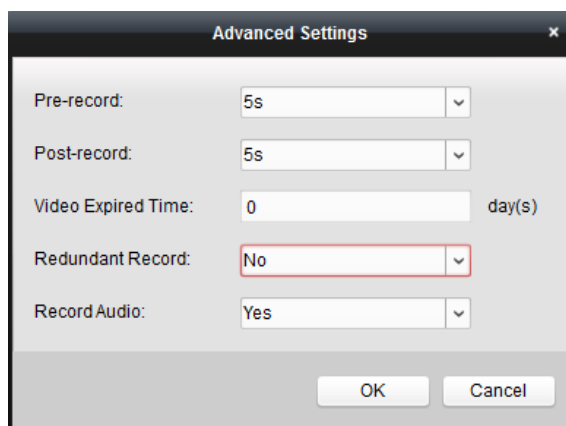 Advanced Settings ×
Pre-record: 5s
Post-record: 5s
Video Expired Time: 0 day(s)
Redundant Record: No
Record Audio: Yes
OK Cancel